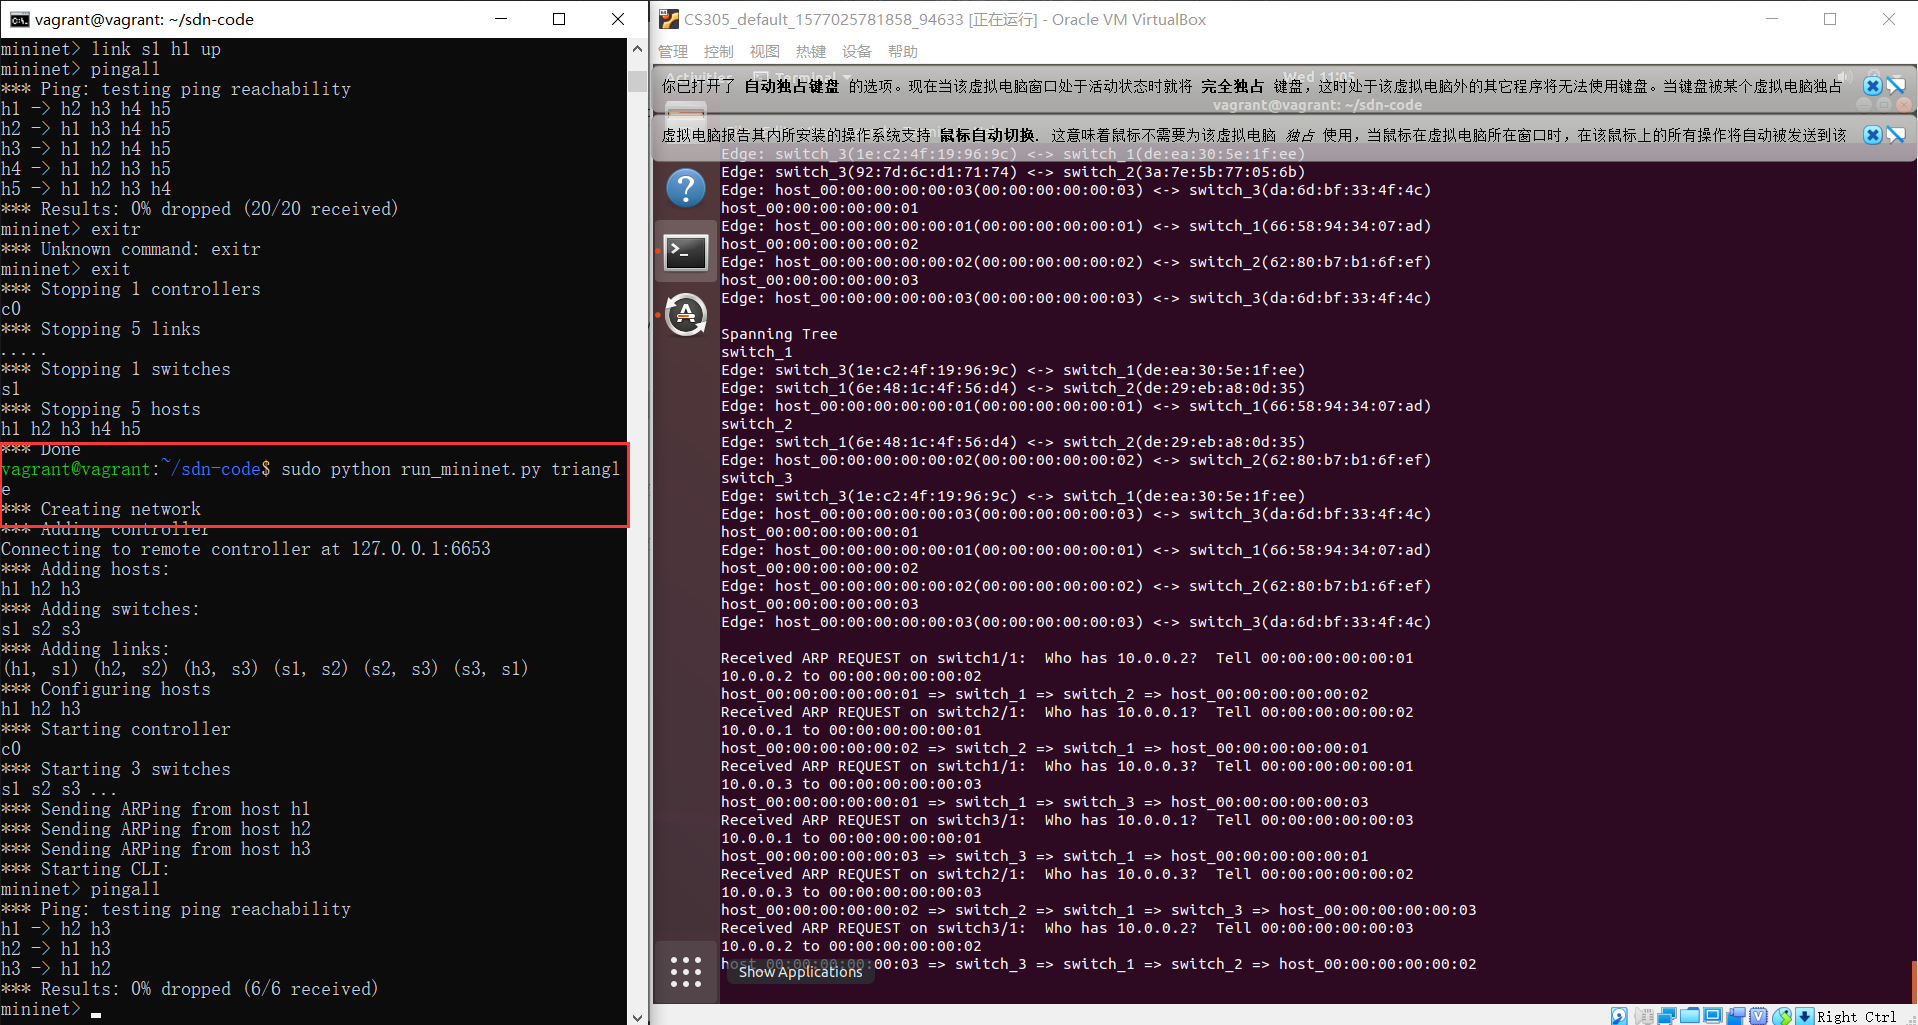 vagrant@vagrant: ~/sdn-code
mininet> link s1 h1 up
mininet> pingall
*** Ping: testing ping reachability
h1 -> h2 h3 h4 h5
h2 -> h1 h3 h4 h5
h3 -> h1 h2 h4 h5
h4 -> h1 h2 h3 h5
h5 -> h1 h2 h3 h4
*** Results: 0% dropped (20/20 received)
mininet> exitr
*** Unknown command: exitr
mininet> exit
*** Stopping 1 controllers
c0
*** Stopping 5 links
.....
*** Stopping 1 switches
s1
*** Stopping 5 hosts
h1 h2 h3 h4 h5
*** Done
vagrant@vagrant:~/sdn-code$ sudo python run_mininet.py triangl
e
*** Creating network
*** Adding controller
Connecting to remote controller at 127.0.0.1:6653
*** Adding hosts:
h1 h2 h3
*** Adding switches:
s1 s2 s3
*** Adding links:
(h1, s1) (h2, s2) (h3, s3) (s1, s2) (s2, s3) (s3, s1)
*** Configuring hosts
h1 h2 h3
*** Starting controller
c0
*** Starting 3 switches
s1 s2 s3 ...
*** Sending ARPing from host h1
*** Sending ARPing from host h2
*** Sending ARPing from host h3
*** Starting CLI:
mininet> pingall
*** Ping: testing ping reachability
h1 -> h2 h3
h2 -> h1 h3
h3 -> h1 h2
*** Results: 0% dropped (6/6 received)
mininet>
CS305_default_1577025781858_94633 [正在运行] - Oracle VM VirtualBox
管理 控制 视图 热键 设备 帮助
Activities Terminal Wed 11:05
你已打开了 自动独占键盘 的选项。现在当该虚拟电脑窗口处于活动状态时就将 完全独占 键盘，这时处于该虚拟电脑外的其它程序将无法使用键盘。当键盘被某个虚拟电脑独占
vagrant@vagrant: ~/sdn-code
虚拟电脑报告其内所安装的操作系统支持 鼠标自动切换. 这意味着鼠标不需要为该虚拟电脑 独占 使用，当鼠标在虚拟电脑所在窗口时，在该鼠标上的所有操作将自动被发送到该
Edge: switch_3(1e:c2:4f:19:96:9c) <-> switch_1(de:ea:30:5e:1f:ee)
Edge: switch_3(92:7d:6c:d1:71:74) <-> switch_2(3a:7e:5b:77:05:6b)
Edge: host_00:00:00:00:00:03(00:00:00:00:00:03) <-> switch_3(da:6d:bf:33:4f:4c)
host_00:00:00:00:00:01
Edge: host_00:00:00:00:00:01(00:00:00:00:00:01) <-> switch_1(66:58:94:34:07:ad)
host_00:00:00:00:00:02
Edge: host_00:00:00:00:00:02(00:00:00:00:00:02) <-> switch_2(62:80:b7:b1:6f:ef)
host_00:00:00:00:00:03
Edge: host_00:00:00:00:00:03(00:00:00:00:00:03) <-> switch_3(da:6d:bf:33:4f:4c)
Spanning Tree
switch_1
Edge: switch_3(1e:c2:4f:19:96:9c) <-> switch_1(de:ea:30:5e:1f:ee)
Edge: switch_1(6e:48:1c:4f:56:d4) <-> switch_2(de:29:eb:a8:0d:35)
Edge: host_00:00:00:00:00:01(00:00:00:00:00:01) <-> switch_1(66:58:94:34:07:ad)
switch_2
Edge: switch_1(6e:48:1c:4f:56:d4) <-> switch_2(de:29:eb:a8:0d:35)
Edge: host_00:00:00:00:00:02(00:00:00:00:00:02) <-> switch_2(62:80:b7:b1:6f:ef)
switch_3
Edge: switch_3(1e:c2:4f:19:96:9c) <-> switch_1(de:ea:30:5e:1f:ee)
Edge: host_00:00:00:00:00:03(00:00:00:00:00:03) <-> switch_3(da:6d:bf:33:4f:4c)
host_00:00:00:00:00:01
Edge: host_00:00:00:00:00:01(00:00:00:00:00:01) <-> switch_1(66:58:94:34:07:ad)
host_00:00:00:00:00:02
Edge: host_00:00:00:00:00:02(00:00:00:00:00:02) <-> switch_2(62:80:b7:b1:6f:ef)
host_00:00:00:00:00:03
Edge: host_00:00:00:00:00:03(00:00:00:00:00:03) <-> switch_3(da:6d:bf:33:4f:4c)
Received ARP REQUEST on switch1/1:  Who has 10.0.0.2?  Tell 00:00:00:00:00:01
10.0.0.2 to 00:00:00:00:00:02
host_00:00:00:00:00:01 => switch_1 => switch_2 => host_00:00:00:00:00:02
Received ARP REQUEST on switch2/1:  Who has 10.0.0.1?  Tell 00:00:00:00:00:02
10.0.0.1 to 00:00:00:00:00:01
host_00:00:00:00:00:02 => switch_2 => switch_1 => host_00:00:00:00:00:01
Received ARP REQUEST on switch1/1:  Who has 10.0.0.3?  Tell 00:00:00:00:00:01
10.0.0.3 to 00:00:00:00:00:03
host_00:00:00:00:00:01 => switch_1 => switch_3 => host_00:00:00:00:00:03
Received ARP REQUEST on switch3/1:  Who has 10.0.0.1?  Tell 00:00:00:00:00:03
10.0.0.1 to 00:00:00:00:00:01
host_00:00:00:00:00:03 => switch_3 => switch_1 => host_00:00:00:00:00:01
Received ARP REQUEST on switch2/1:  Who has 10.0.0.3?  Tell 00:00:00:00:00:02
10.0.0.3 to 00:00:00:00:00:03
host_00:00:00:00:00:02 => switch_2 => switch_1 => switch_3 => host_00:00:00:00:00:03
Received ARP REQUEST on switch3/1:  Who has 10.0.0.2?  Tell 00:00:00:00:00:03
10.0.0.2 to 00:00:00:00:00:02
host_00:00:00:00:00:03 => switch_3 => switch_1 => switch_2 => host_00:00:00:00:00:02
Show Applications
Right Ctrl